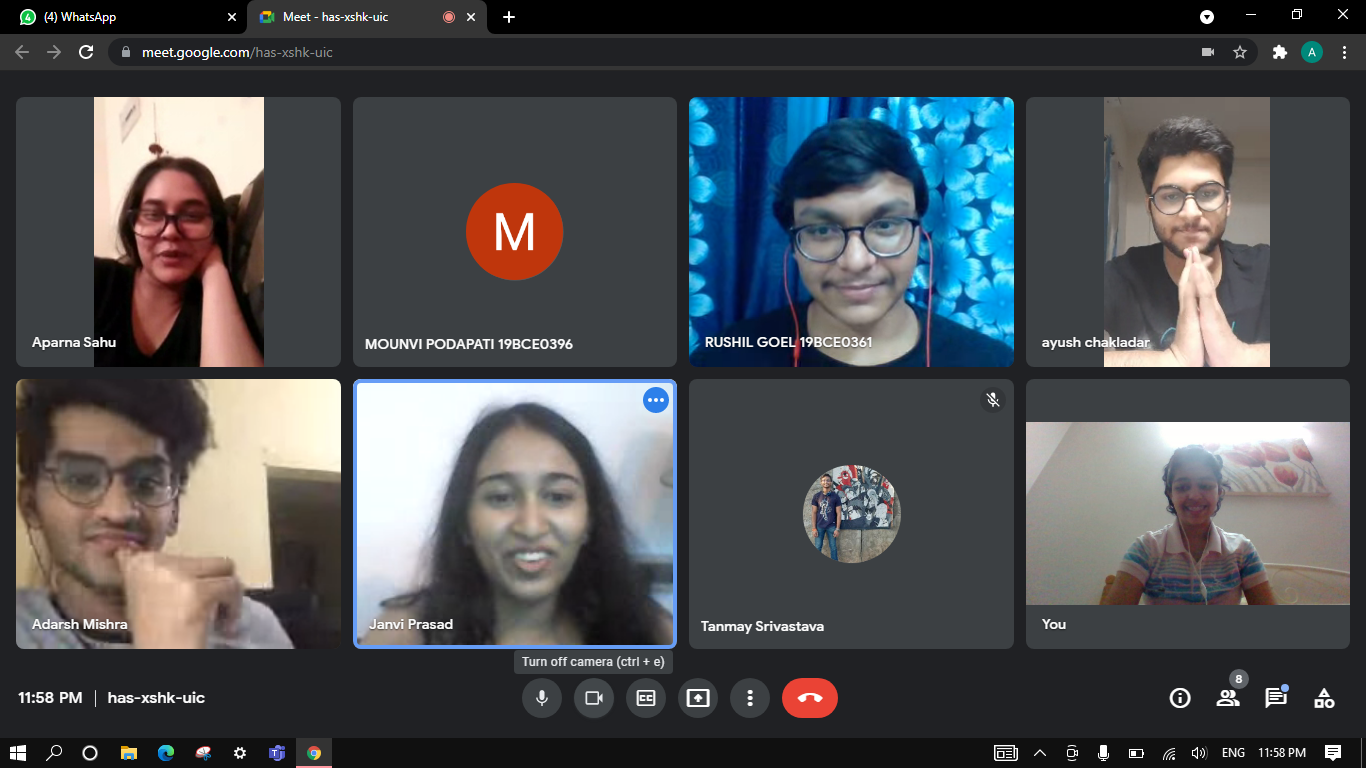 4
(4) WhatsApp
Meet - has-xshk-uic
meet.google.com/has-xshk-uic
A
Aparna Sahu
M
MOUNVI PODAPATI 19BCE0396
RUSHIL GOEL 19BCE0361
ayush chakladar
Adarsh Mishra
Janvi Prasad
Tanmay Srivastava
You
Turn off camera (ctrl + e)
11:58 PM | has-xshk-uic
CC
8
ENG 11:58 PM